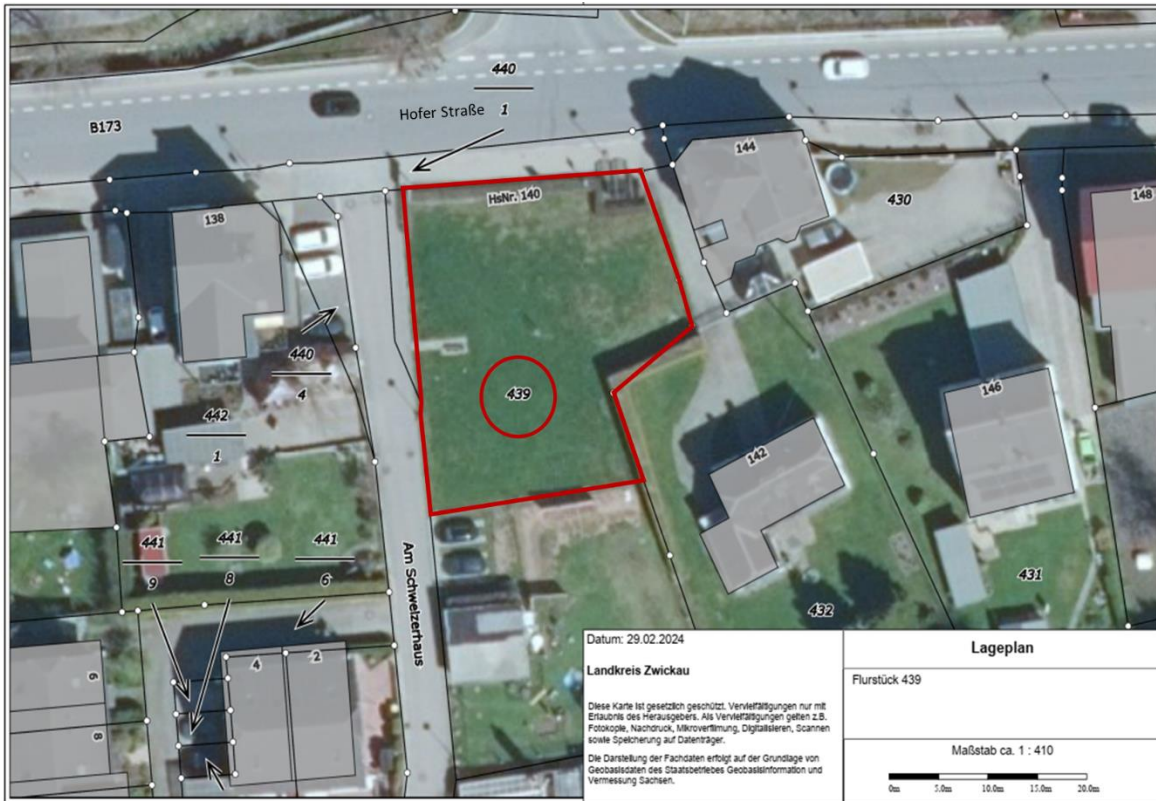 440
1
Hofer Straße
B173
HsNr. 140
144
430
138
148
440
4
442
1
439
146
142
441
9
441
8
441
6
431
432
Am Schweizerhaus
4
2
6
8
Datum: 29.02.2024
Landkreis Zwickau
Diese Karte ist gesetzlich geschützt. Vervielfältigungen nur mit
Erlaubnis des Herausgebers. Als Vervielfältigungen gelten z.B.
Fotokopie, Nachdruck, Mikroverfilmung, Digitalisieren, Scannen
sowie Speicherung auf Datenträger.
Die Darstellung der Fachdaten erfolgt auf der Grundlage von
Geobasisdaten des Staatsbetriebes Geobasisinformation und
Vermessung Sachsen.
Lageplan
Flurstück 439
Maßstab ca. 1 : 410
0m 5.0m 10.0m 15.0m 20.0m